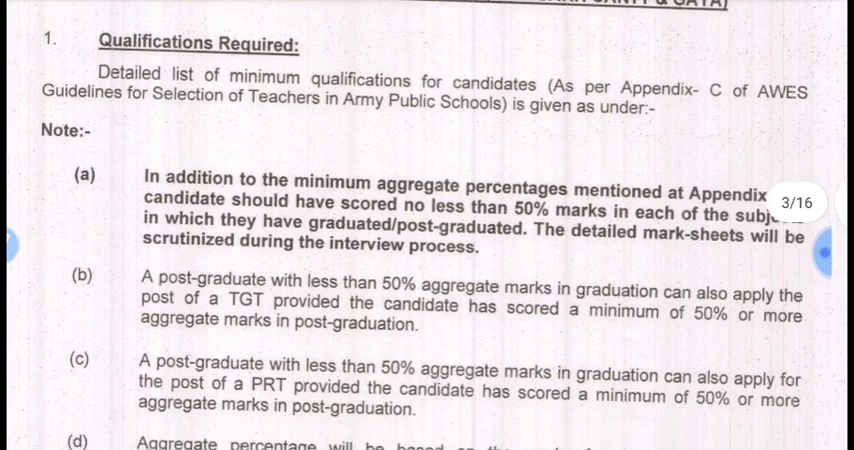 & GAYA)
1. Qualifications Required:
Detailed list of minimum qualifications for candidates (As per Appendix- C of AWES
Guidelines for Selection of Teachers in Army Public Schools) is given as under:-
Note:-
(a) In addition to the minimum aggregate percentages mentioned at Appendix
candidate should have scored no less than 50% marks in each of the
in which they have graduated/post-graduated. The detailed mark-sheets will be
scrutinized during the interview process.
3/16
(b) A post-graduate with less than 50% aggregate marks in graduation can also apply the
post of a TGT provided the candidate has scored a minimum of 50% or more
aggregate marks in post-graduation.
(c) A post-graduate with less than 50% aggregate marks in graduation can also apply for
the post of a PRT provided the candidate has scored a minimum of 50% or more
aggregate marks in post-graduation.
(d) Aggregate percentage will be based on the